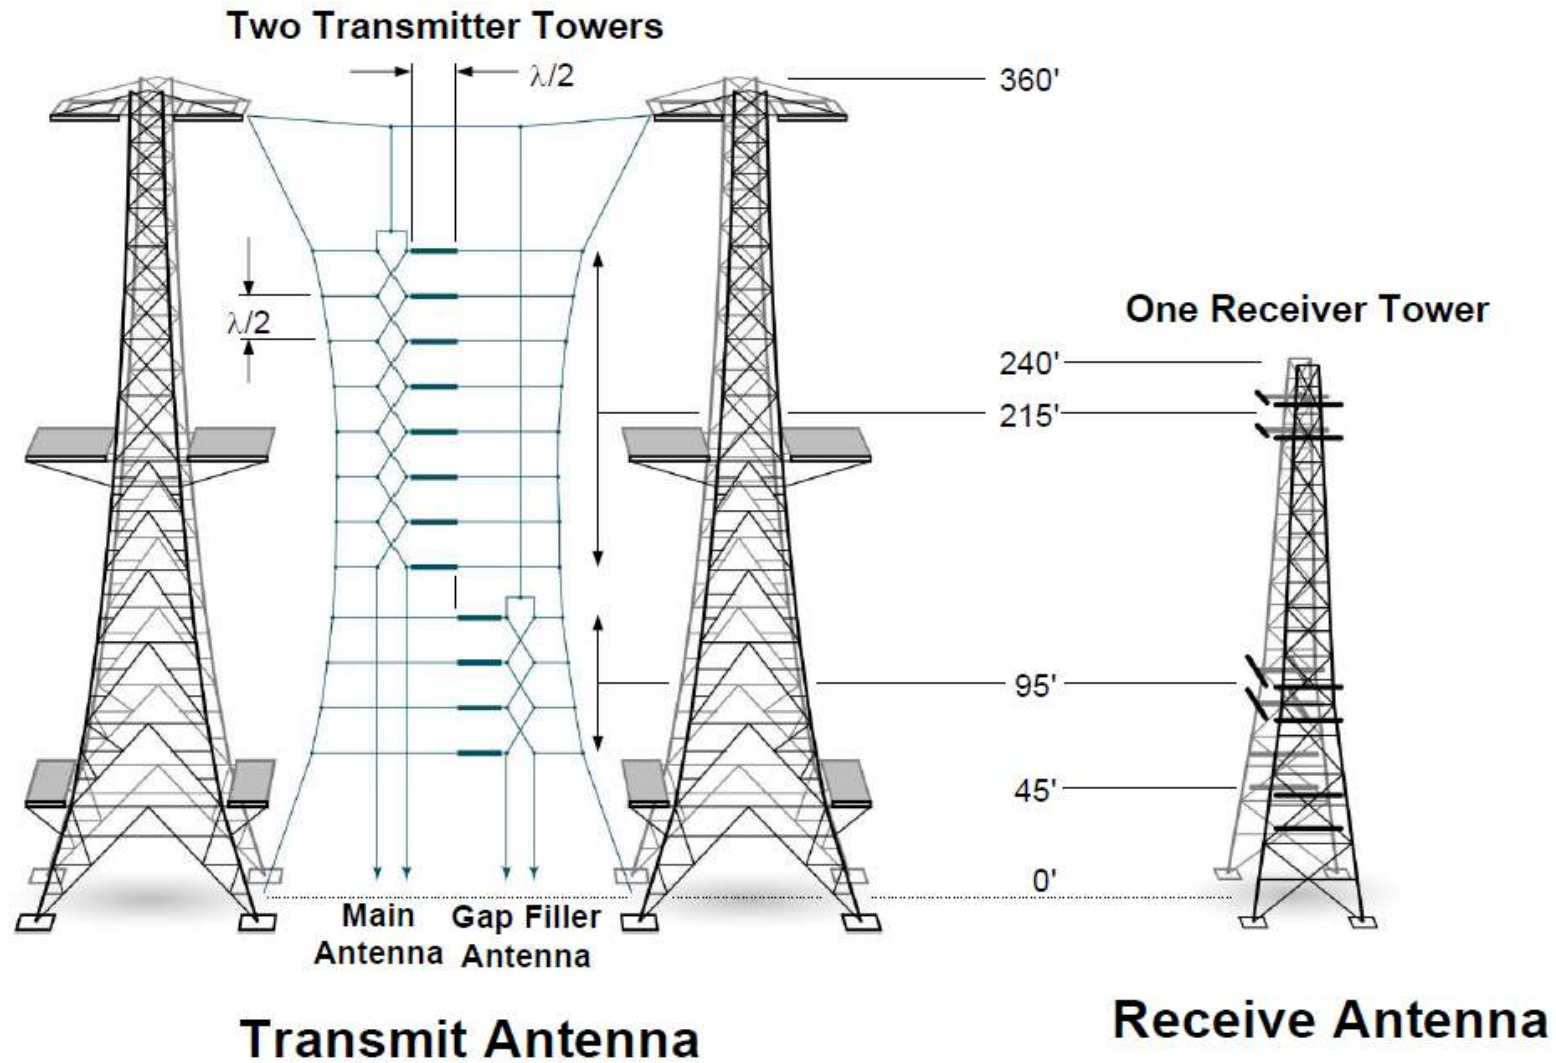 Two Transmitter Towers
λ/2
360'
λ/2
One Receiver Tower
240'
215'
95'
45'
0'
Main
Antenna
Gap Filler
Antenna
Transmit Antenna
Receive Antenna